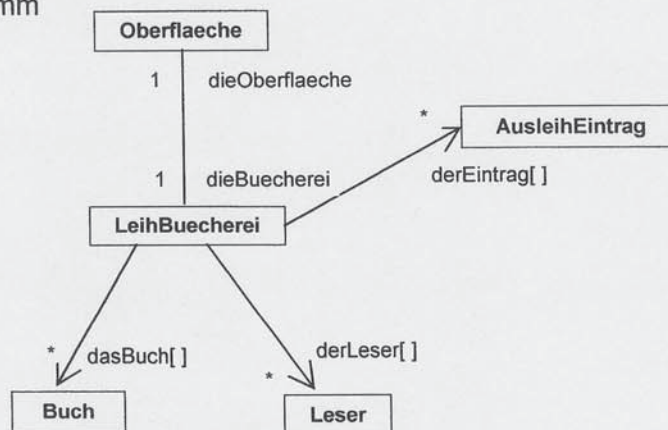 mm
Oberflaeche
1 dieOberflaeche
* AusleihEintrag
1 dieBuecherei derEintrag[ ]
LeihBuecherei
* dasBuch[ ] derLeser[ ]
*
Buch Leser